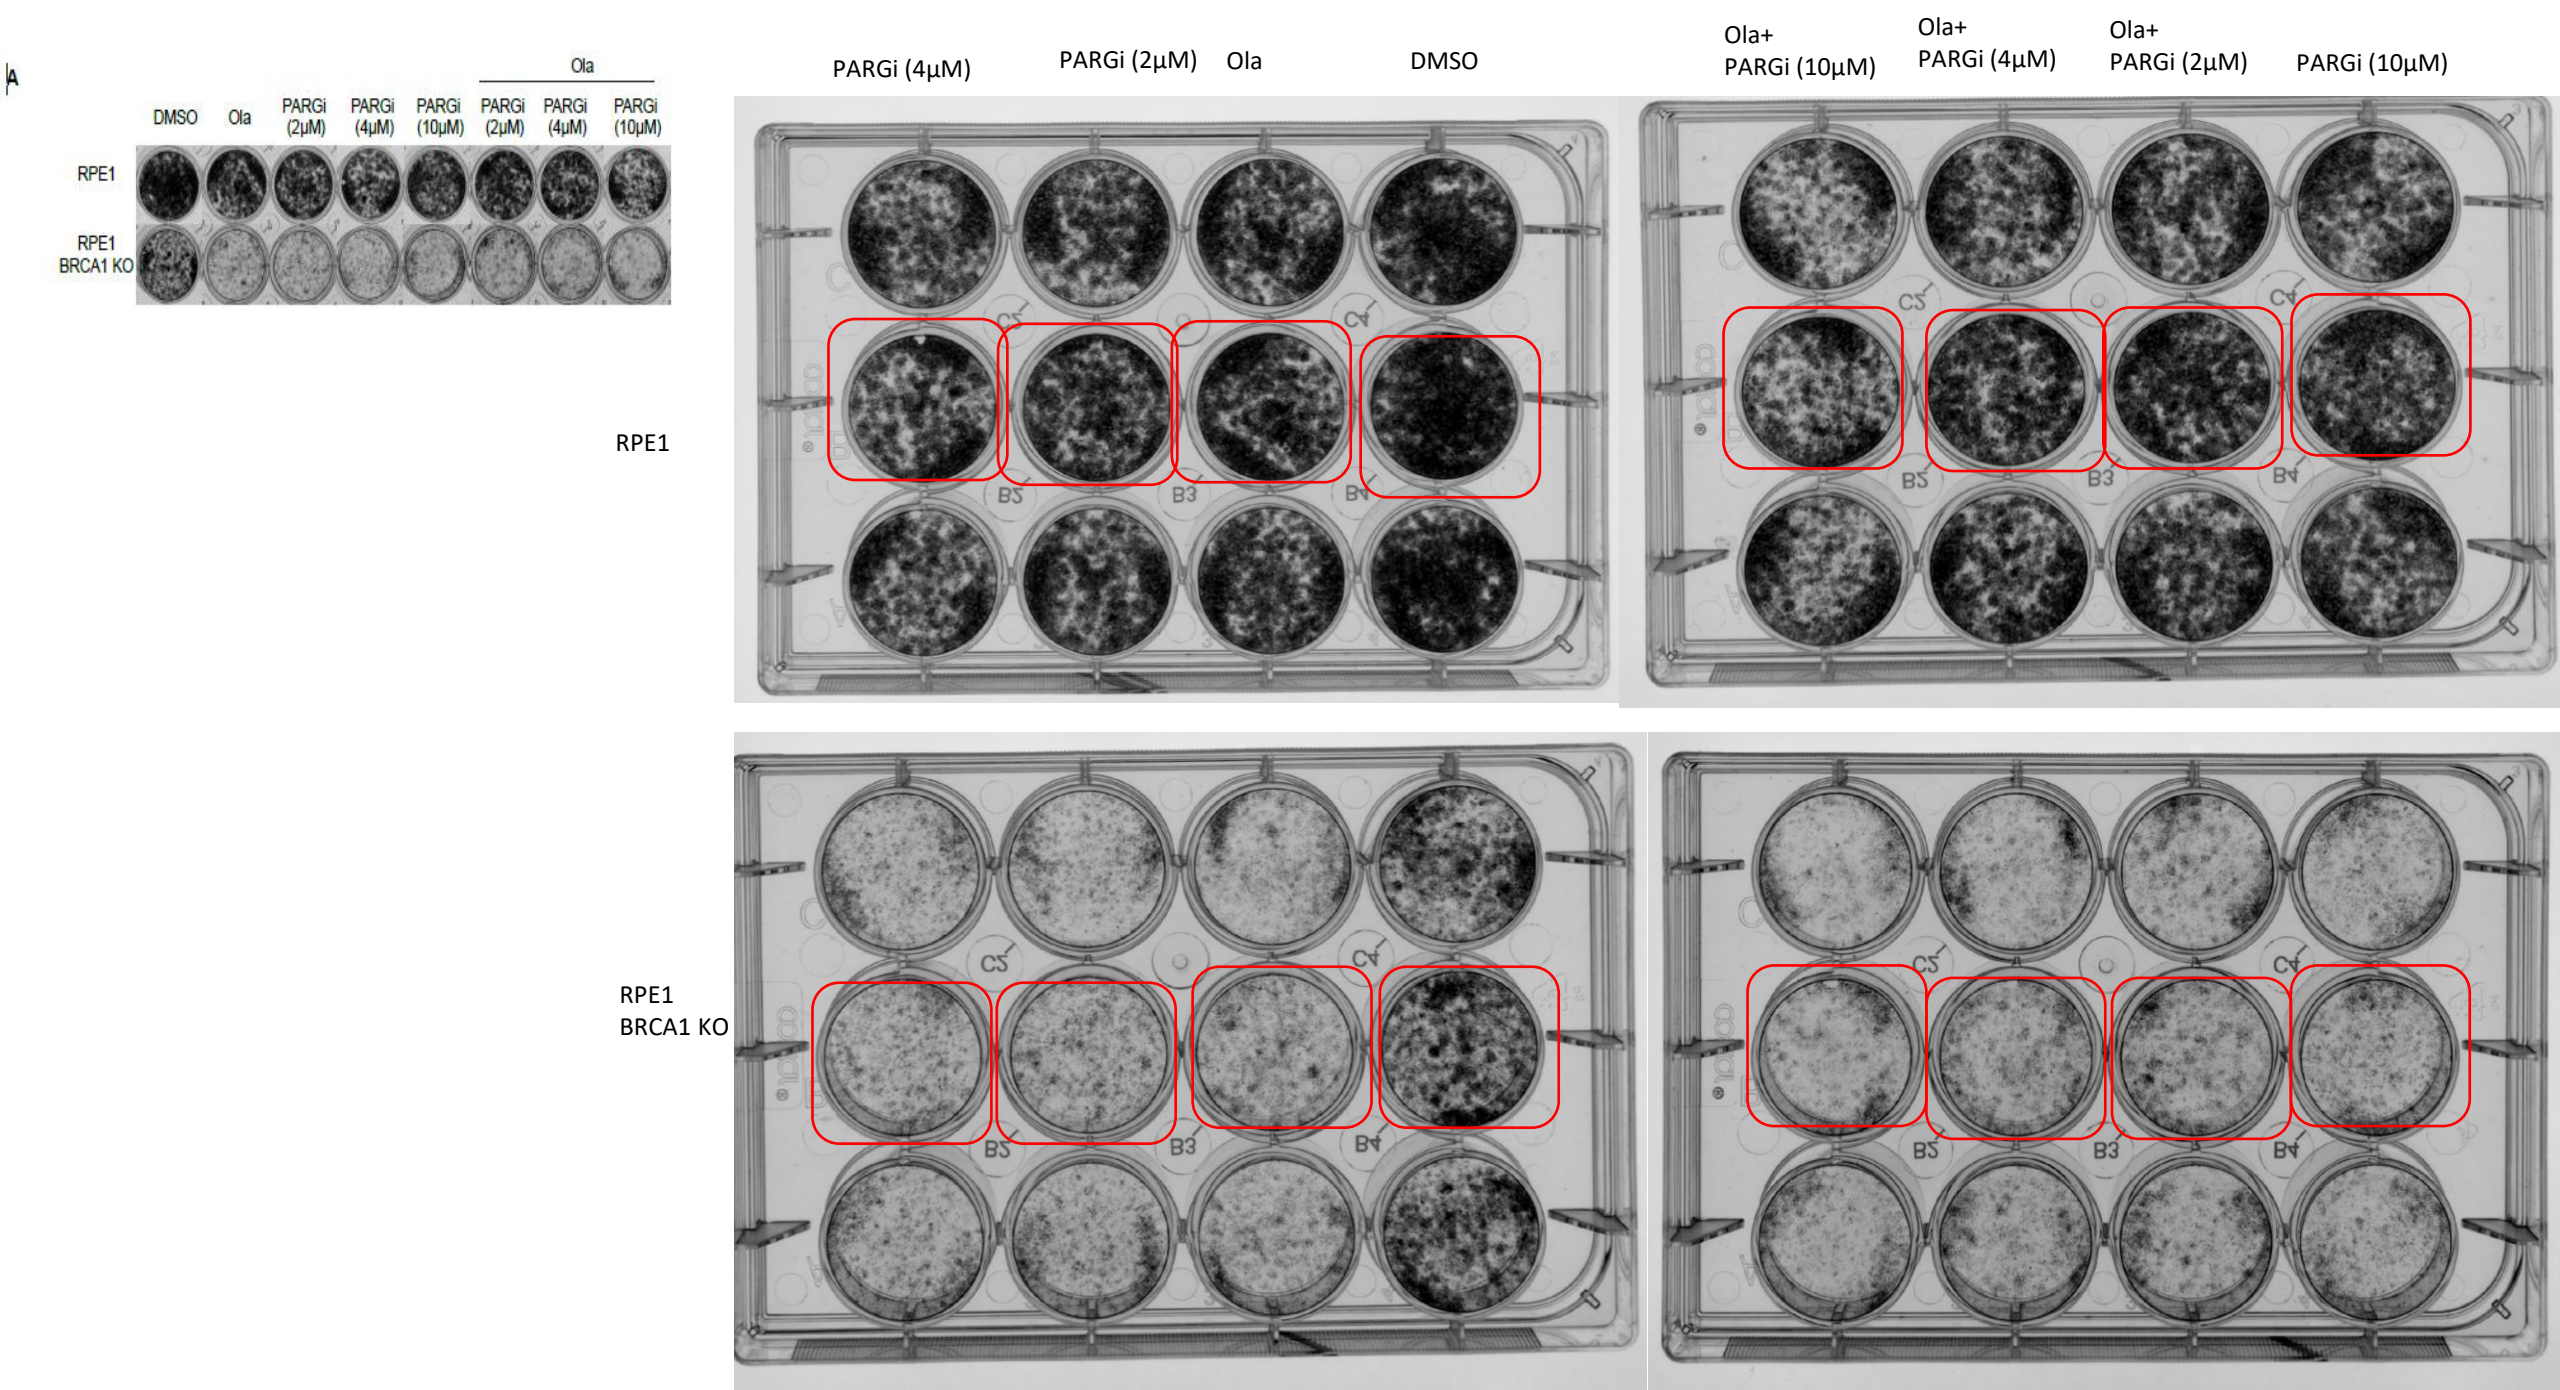 A
Ola
DMSO Ola PARGi (2µM) PARGi (4µM) PARGi (10µM) PARGi (2µM) PARGi (4µM) PARGi (10µM)
RPE1
RPE1
BRCA1 KO
PARGi (4µM) PARGi (2µM) Ola DMSO
Ola+
PARGi (10µM)
Ola+
PARGi (4µM)
Ola+
PARGi (2µM)
PARGi (10µM)
RPE1
C2 C4
B2 B3 B4
C2 C4
B2 B3 B4
RPE1
BRCA1 KO
C2 C4
B2 B3 B4
C2 C4
B2 B3 B4